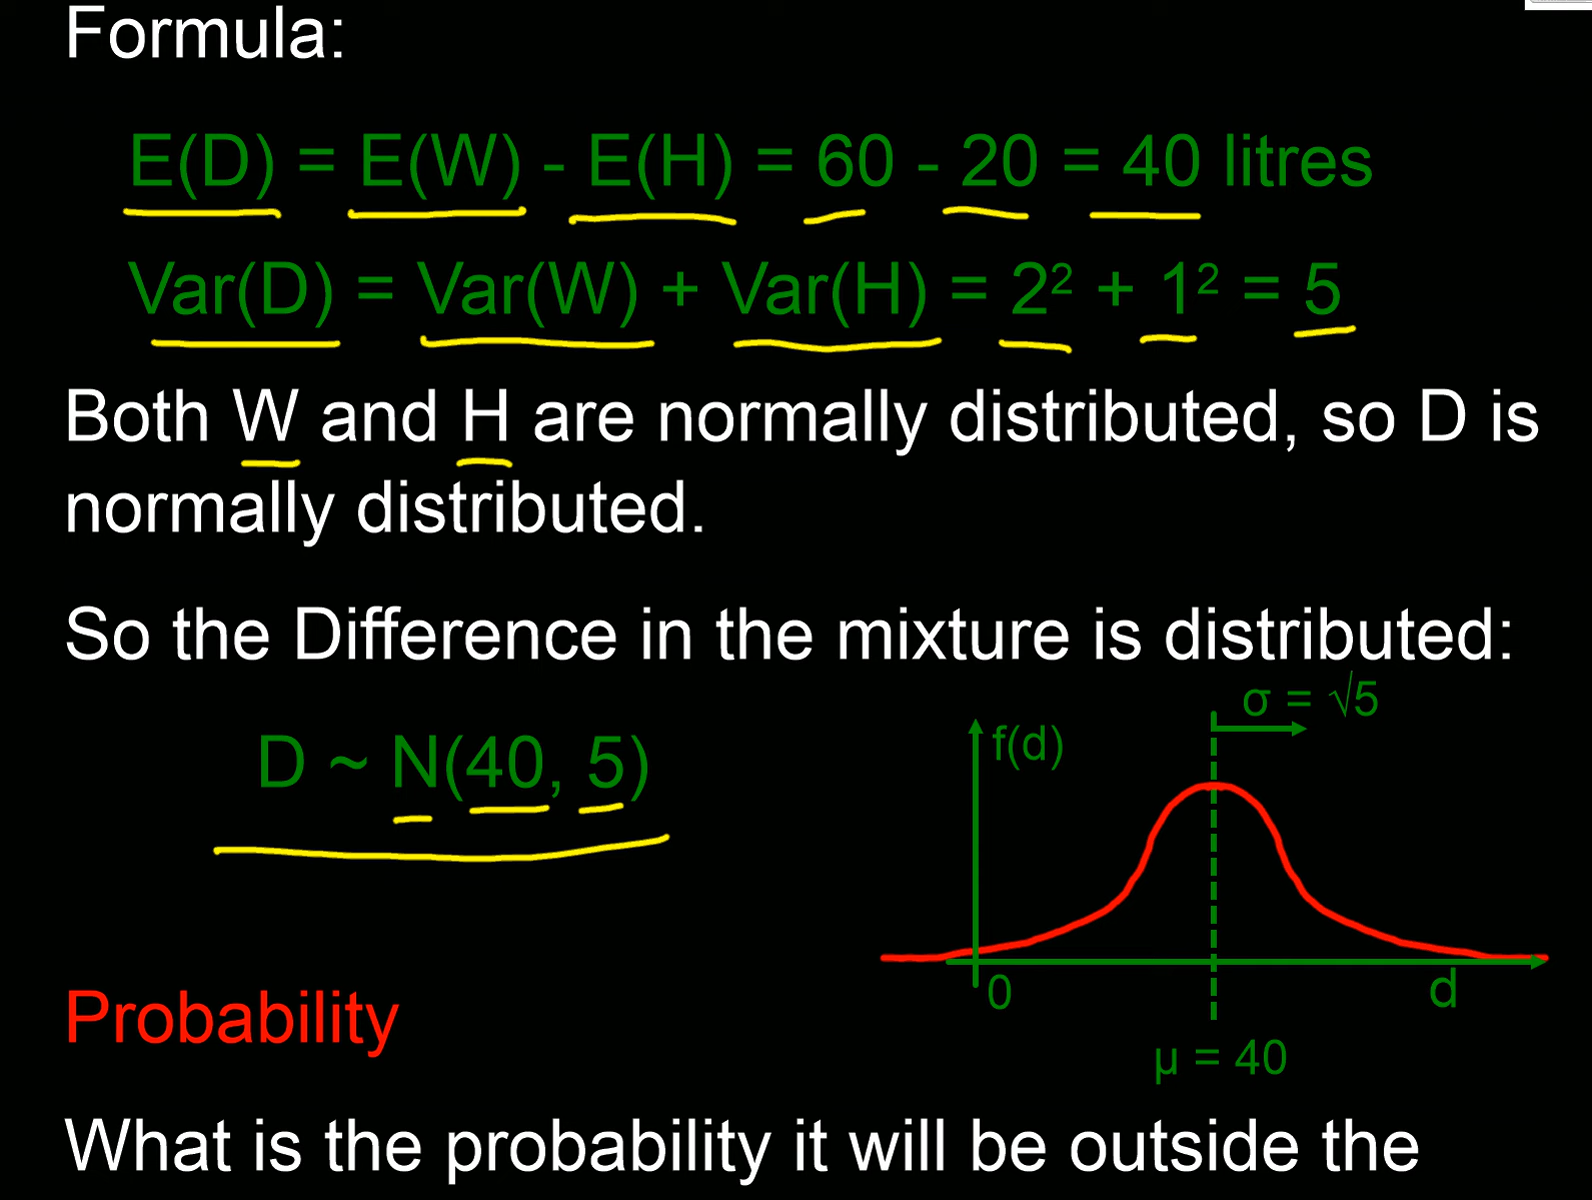 Formula:
E(D) = E(W) - E(H) = 60 - 20 = 40 litres
Var(D) = Var(W) + Var(H) = 2² + 1² = 5
Both W and H are normally distributed, so D is
normally distributed.
So the Difference in the mixture is distributed:
D ~ N(40, 5)
σ = √5
f(d)
0
d
μ = 40
Probability
What is the probability it will be outside the